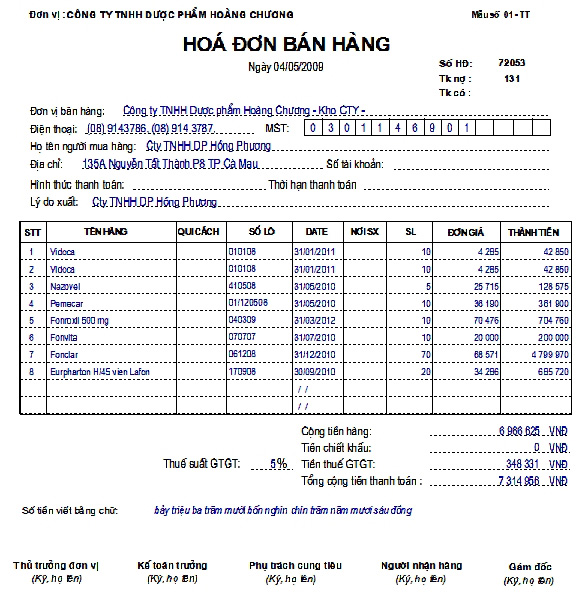 Đơn vị : CÔNG TY TNHH DƯỢC PHẨM HOÀNG CHƯƠNG Mẫu số 01 - TT
HOÁ ĐƠN BÁN HÀNG
Ngày 04/05/2009
Số HĐ: 72053
Tk nợ : 131
Tk có :
Đơn vị bán hàng: Công ty TNHH Dược phẩm Hoàng Chương - Kho CTY -
Điện thoại: (08) 9143786, (08) 914 3787 MST: 0 3 0 1 1 4 6 9 0 1
Họ tên người mua hàng: Cty TNHH DP Hồng Phương
Địa chỉ: 135A Nguyễn Tất Thành P8 TP Cà Mau Số tài khoản:
Hình thức thanh toán: Thời hạn thanh toán
Lý do xuất: Cty TNHH DP Hồng Phương
STT TÊN HÀNG QUI CÁCH SỐ LÔ DATE NƠI SX SL ĐƠN GIÁ THÀNH TIỀN
1 Vidoca 010108 31/01/2011 10 4 285 42 850
2 Vidoca 010108 31/01/2011 10 4 285 42 850
3 Nazovel 410508 31/05/2010 5 25 715 128 575
4 Pemecar 01/120508 31/05/2010 10 36 190 361 900
5 Fonroxil 500 mg 040309 31/03/2012 10 70 476 704 760
6 Fonvita 070707 31/07/2010 10 20 000 200 000
7 Fonclar 061208 31/12/2010 70 68 571 4 799 970
8 Eurpharton H/45 vien Lafon 170908 30/09/2010 20 34 286 685 720
/ /
/ /
Cộng tiền hàng: 6 966 625 VNĐ
Tiền chiết khấu: 0 VNĐ
Thuế suất GTGT: 5% Tiền thuế GTGT: 348 331 VNĐ
Tổng cộng tiền thanh toán : 7 314 956 VNĐ
Số tiền viết bằng chữ: bảy triệu ba trăm mười bốn nghìn chín trăm năm mươi sáu đồng
Thủ trưởng đơn vị Kế toán trưởng Phụ trách cung tiêu Người nhận hàng Gám đốc
(Ký, họ tên) (Ký, họ tên) (Ký, họ tên) (Ký, họ tên) (Ký, họ tên)